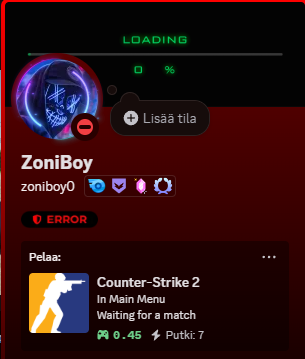 LOADING
0 %
Lisää tila
ZoniBoy
zoniboy0
ERROR
Pelaa:
Counter-Strike 2
In Main Menu
Waiting for a match
0.45 Putki: 7